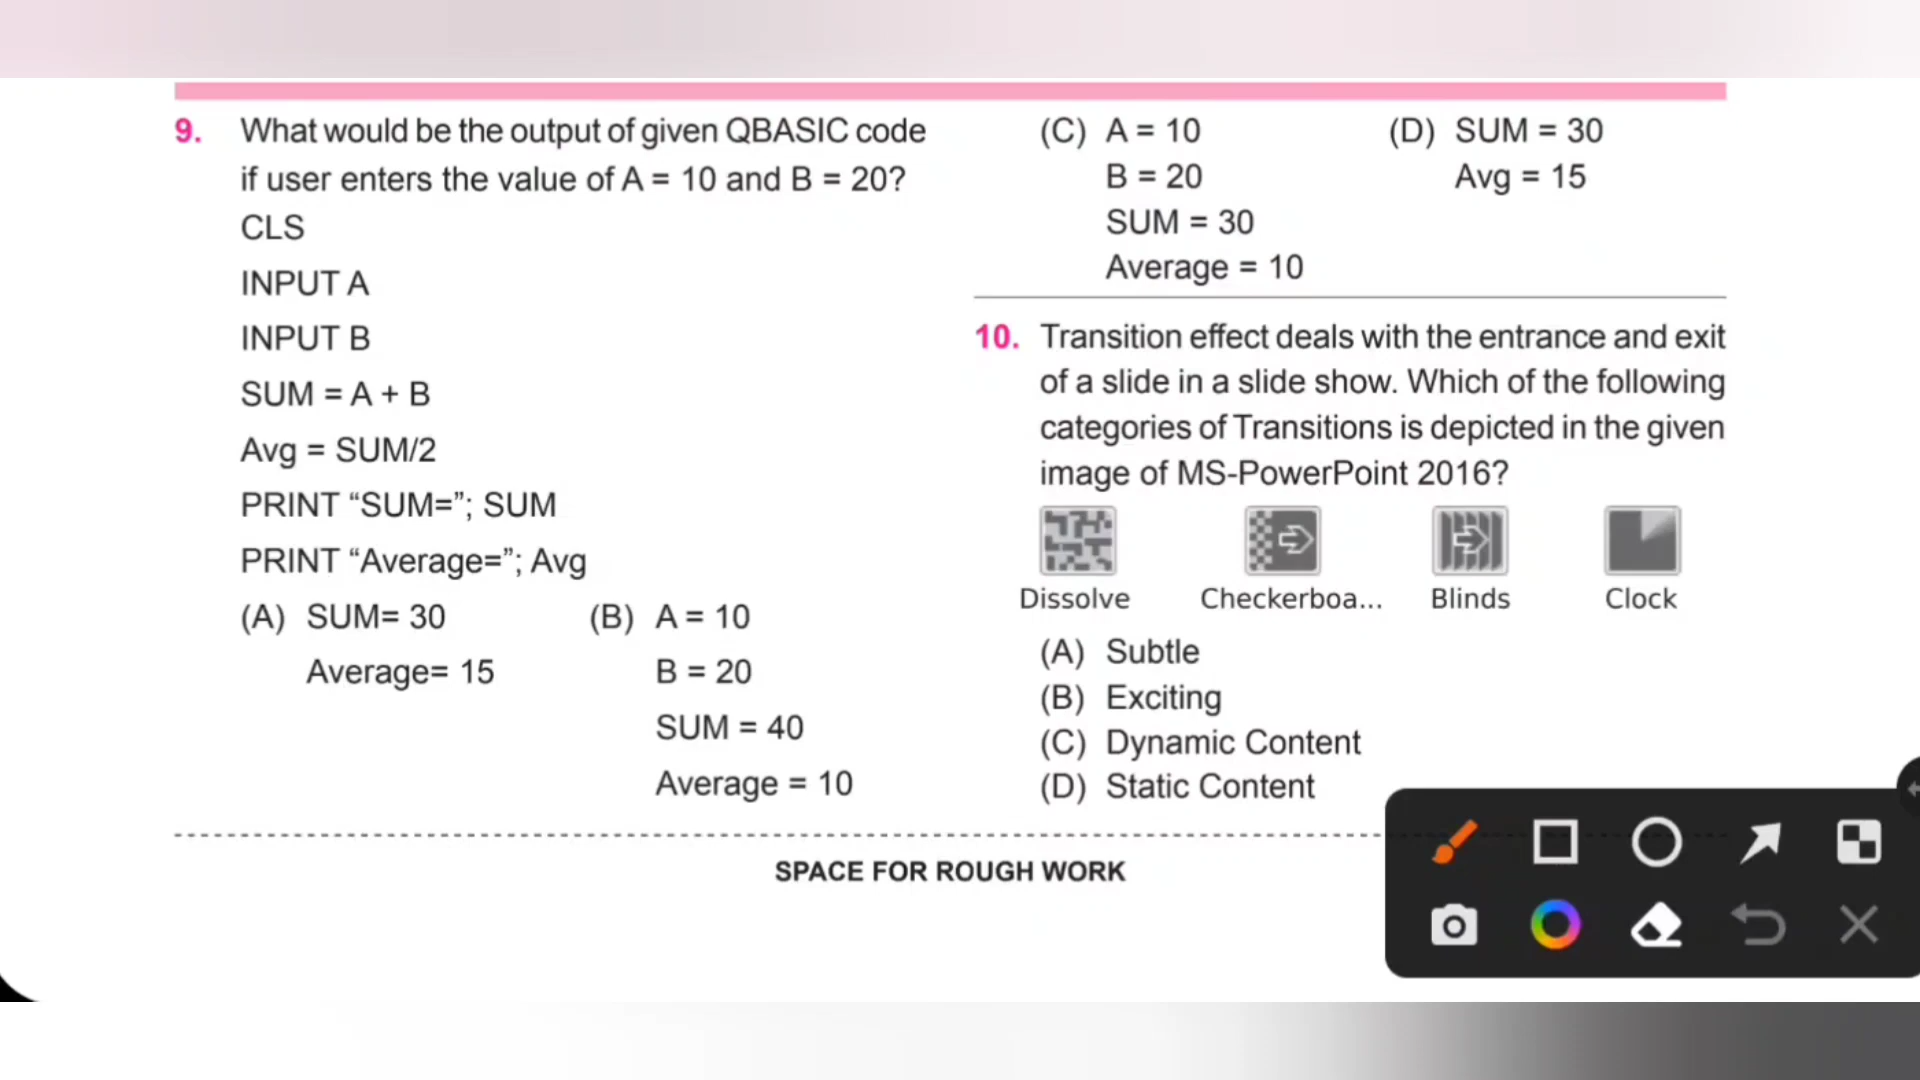 9. What would be the output of given QBASIC code
if user enters the value of A = 10 and B = 20?
CLS
INPUT A
INPUT B
SUM = A + B
Avg = SUM/2
PRINT “SUM=”; SUM
PRINT “Average=”; Avg
(A) SUM= 30
Average= 15
(B) A = 10
B = 20
SUM = 40
Average = 10
(C) A = 10
B = 20
SUM = 30
Average = 10
(D) SUM = 30
Avg = 15
10. Transition effect deals with the entrance and exit
of a slide in a slide show. Which of the following
categories of Transitions is depicted in the given
image of MS-PowerPoint 2016?
Dissolve Checkerboa... Blinds Clock
(A) Subtle
(B) Exciting
(C) Dynamic Content
(D) Static Content
SPACE FOR ROUGH WORK